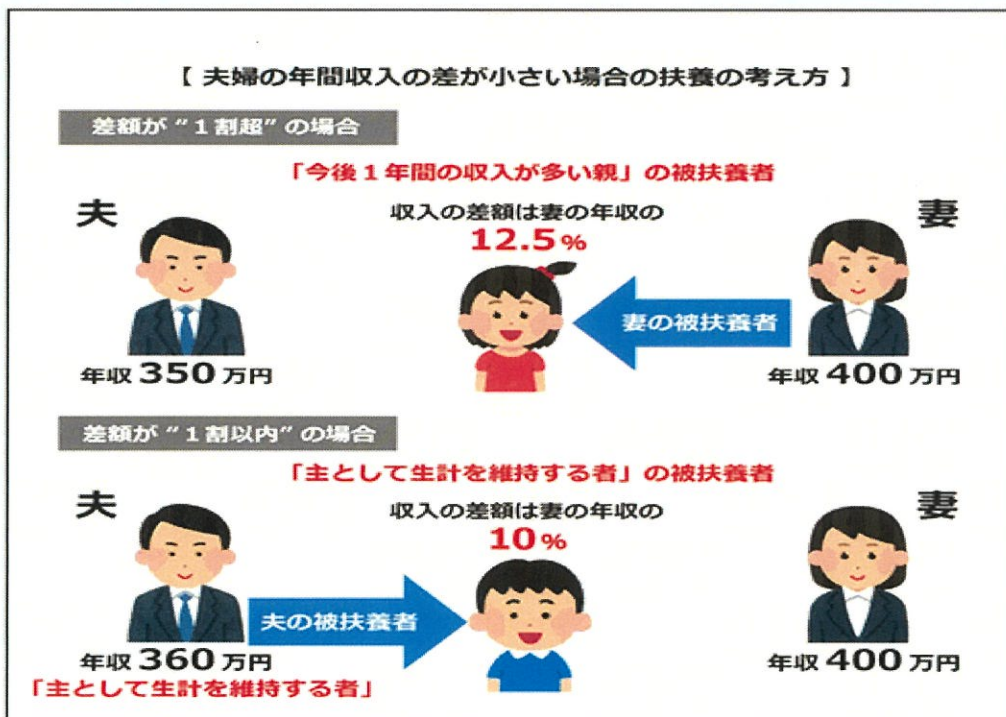 【 夫婦の年間収入の差が小さい場合の扶養の考え方 】
差額が“1割超”の場合
「今後1年間の収入が多い親」の被扶養者
夫
収入の差額は妻の年収の
妻
12.5%
妻の被扶養者
年収 350 万円
年収 400 万円
差額が“1割以内”の場合
「主として生計を維持する者」の被扶養者
夫
収入の差額は妻の年収の
妻
10%
夫の被扶養者
年収 360 万円
年収 400 万円
「主として生計を維持する者」